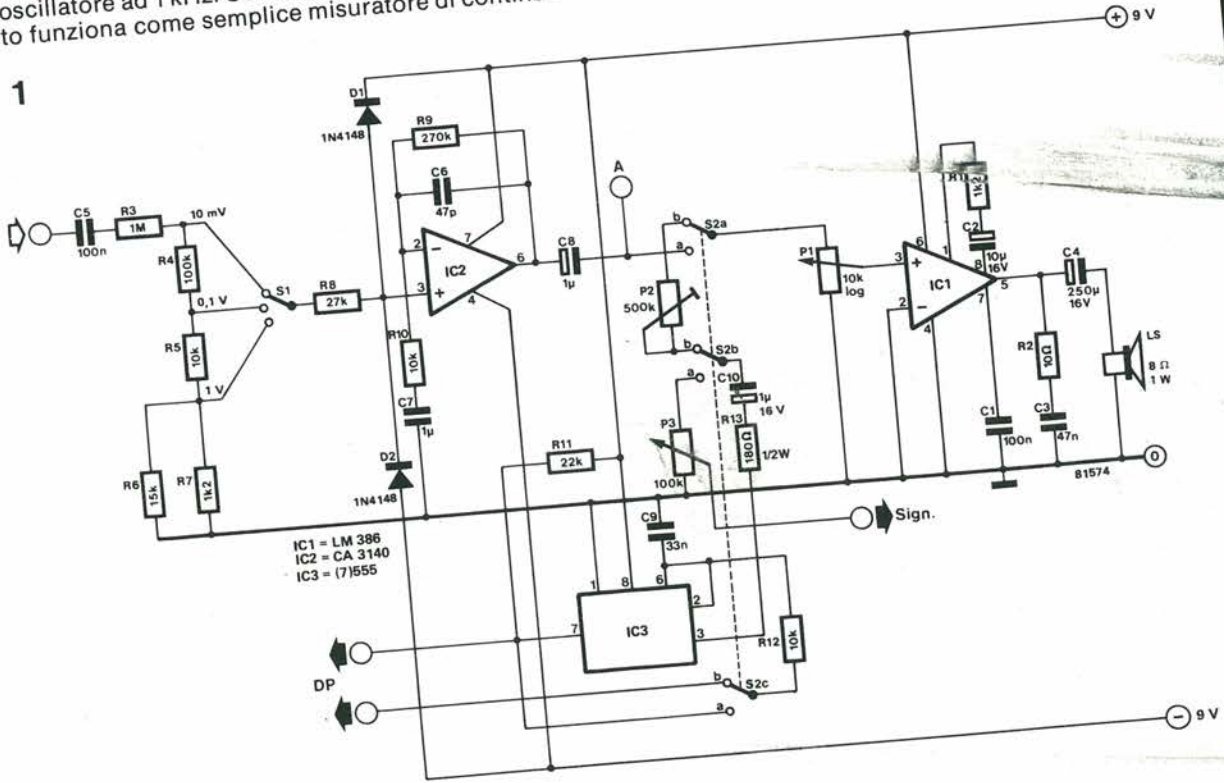 oscillatore ad 1 kHz.
to funziona come semplice misuratore di
1
9 V
D1
1N4148
R9
270k
C6
47p
A
10 mV
C5
100n
R3
1M
R4
100k
0,1 V
S1
R8
27k
R5
10k
1 V
R6
15k
R7
1k2
2
3
7
6
4
IC2
C8
1µ
R10
10k
C7
1µ
D2
1N4148
b
S2a
a
P2
500k
b
S2b
a
C10
1µ
16 V
R13
180Ω
1/2W
P3
100k
R11
22k
P1
10k
log
6
1
3
2
8
7
5
4
IC1
1k2
C2
10µ
16V
C4
250µ
16V
R2
10Ω
C1
100n
C3
47n
LS
8 Ω
1 W
0
81574
Sign.
IC1 = LM 386
IC2 = CA 3140
IC3 = (7)555
C9
33n
1
8
6
2
7
3
IC3
R12
10k
DP
b
S2c
a
9 V